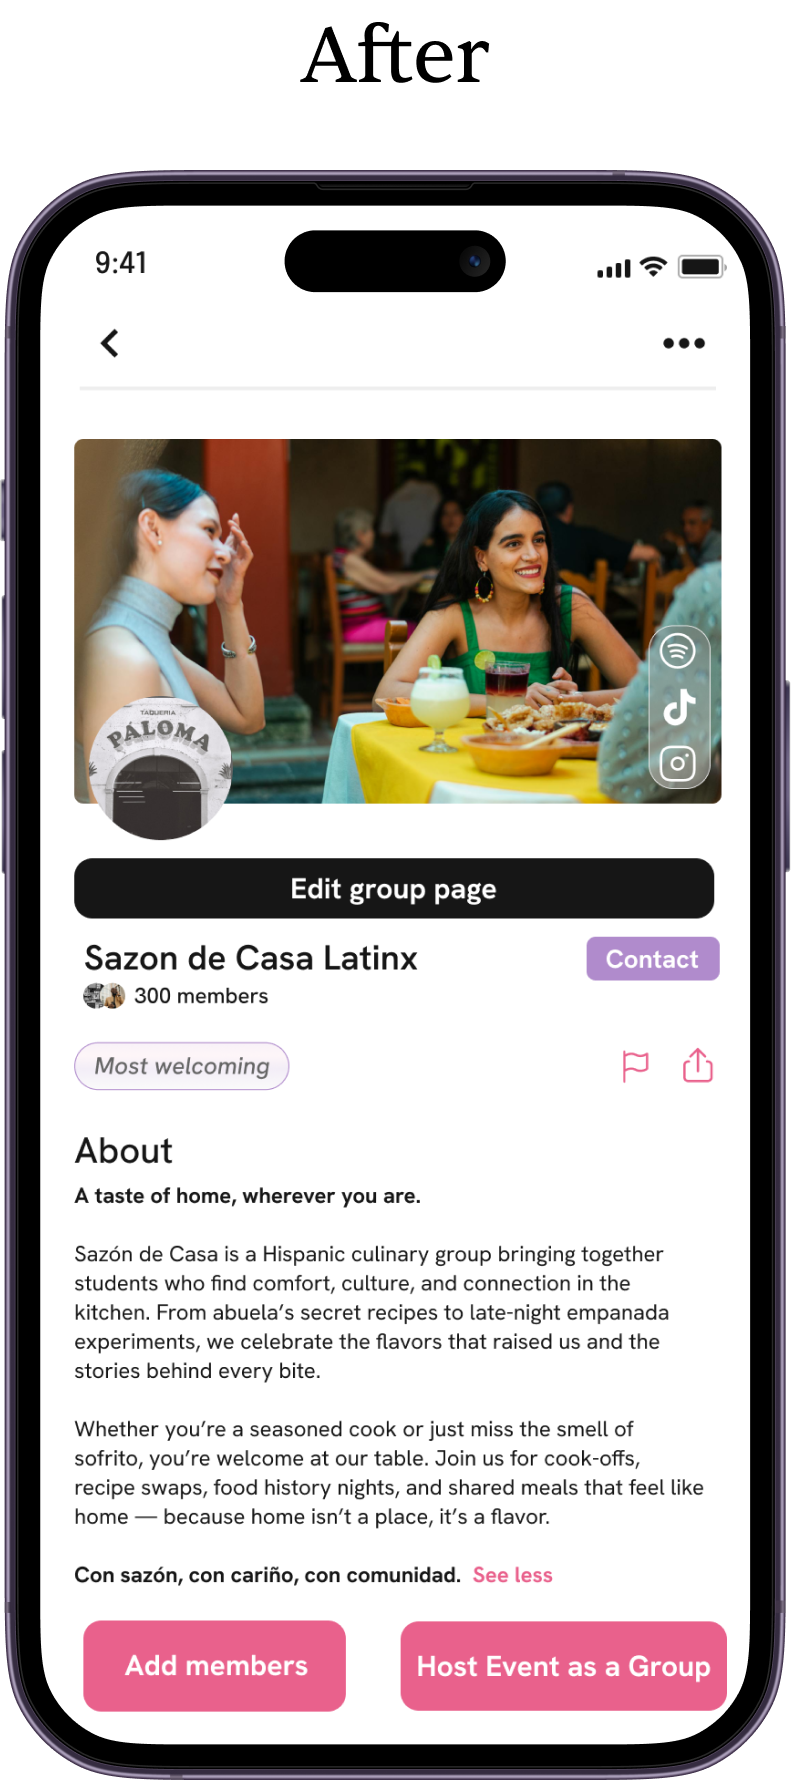 After
9:41
TAQUERIA
PALOMA
Edit group page
Sazon de Casa Latinx
Contact
300 members
Most welcoming
About
A taste of home, wherever you are.
Sazón de Casa is a Hispanic culinary group bringing together
students who find comfort, culture, and connection in the
kitchen. From abuela’s secret recipes to late-night empanada
experiments, we celebrate the flavors that raised us and the
stories behind every bite.
Whether you’re a seasoned cook or just miss the smell of
sofrito, you’re welcome at our table. Join us for cook-offs,
recipe swaps, food history nights, and shared meals that feel like
home — because home isn’t a place, it’s a flavor.
Con sazón, con cariño, con comunidad. See less
Add members
Host Event as a Group